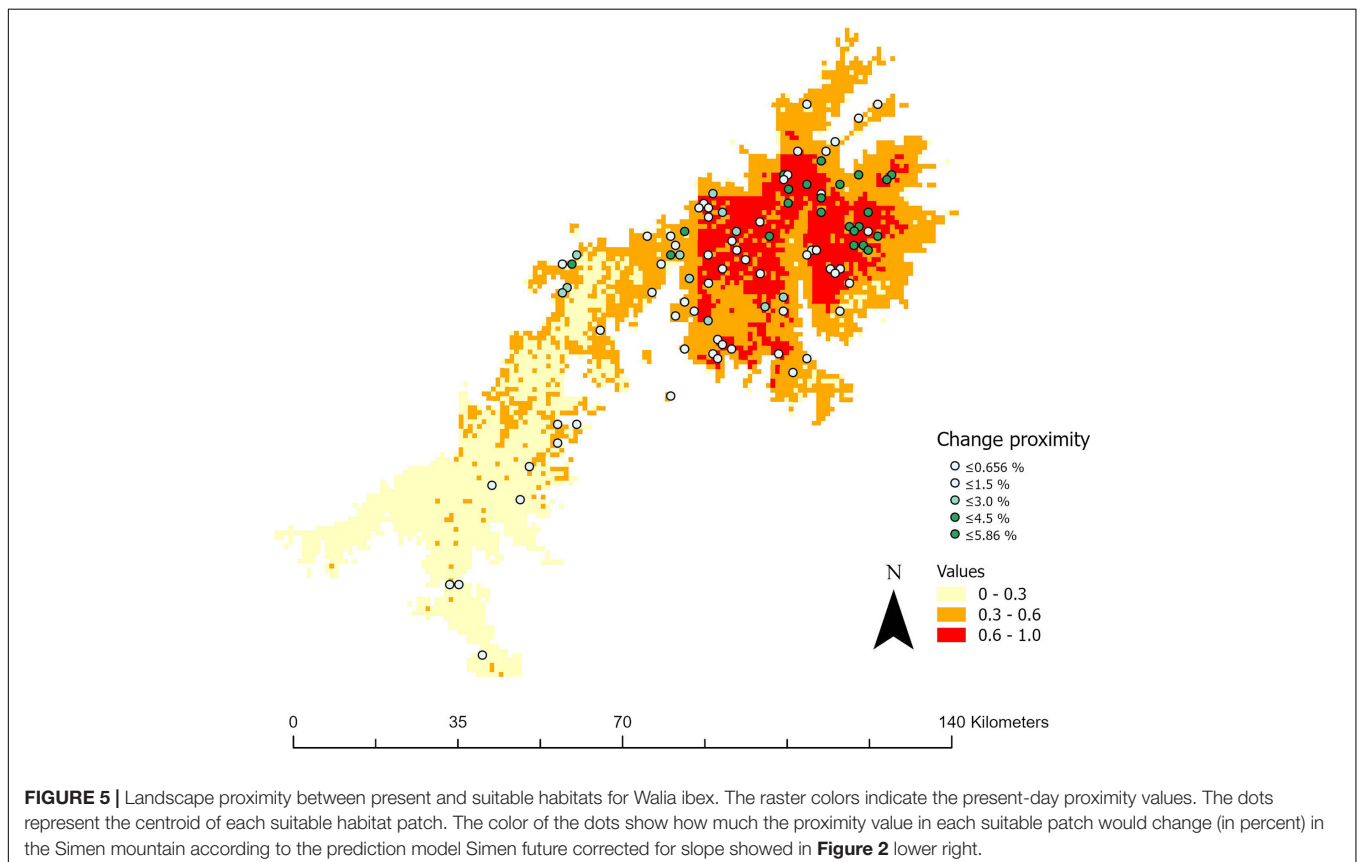 Change proximity
≤0.656 %
≤1.5 %
≤3.0 %
≤4.5 %
≤5.86 %
N
Values
0 - 0.3
0.3 - 0.6
0.6 - 1.0
0 35 70 140 Kilometers
FIGURE 5 | Landscape proximity between present and suitable habitats for Walia ibex. The raster colors indicate the present-day proximity values. The dots
represent the centroid of each suitable habitat patch. The color of the dots show how much the proximity value in each suitable patch would change (in percent) in
the Simen mountain according to the prediction model Simen future corrected for slope showed in Figure 2 lower right.